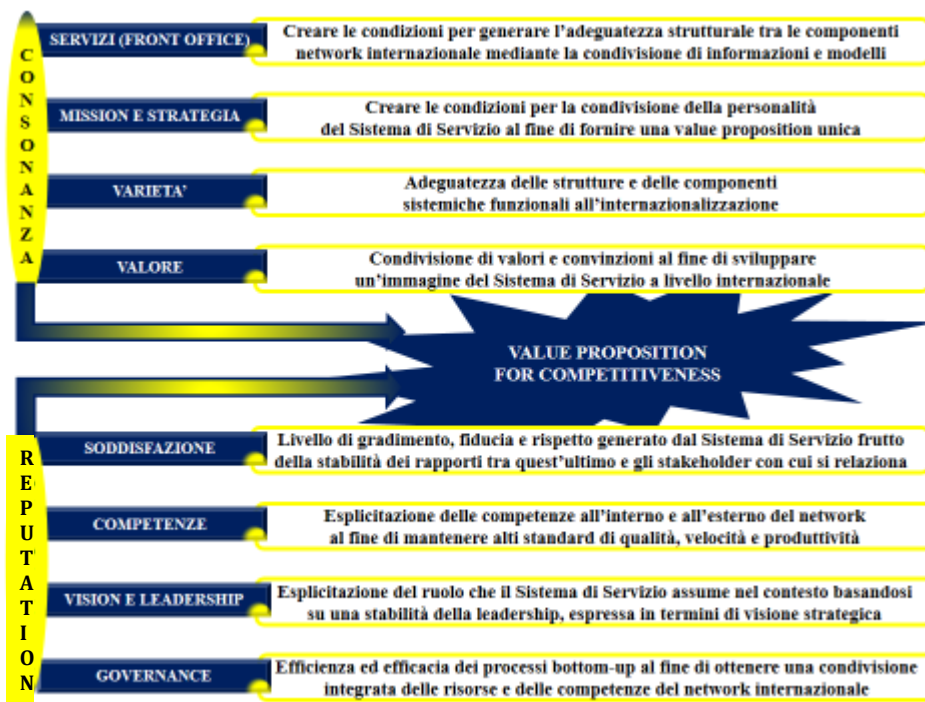 CONSONANZA
SERVIZI (FRONT OFFICE)
Creare le condizioni per generare l'adeguatezza strutturale tra le componenti
network internazionale mediante la condivisione di informazioni e modelli
MISSION E STRATEGIA
Creare le condizioni per la condivisione della personalità
del Sistema di Servizio al fine di fornire una value proposition unica
VARIETA'
Adeguatezza delle strutture e delle componenti
sistemiche funzionali all'internazionalizzazione
VALORE
Condivisione di valori e convinzioni al fine di sviluppare
un'immagine del Sistema di Servizio a livello internazionale
VALUE PROPOSITION
FOR COMPETITIVENESS
REPUTATION
SODDISFAZIONE
Livello di gradimento, fiducia e rispetto generato dal Sistema di Servizio frutto
della stabilità dei rapporti tra quest'ultimo e gli stakeholder con cui si relaziona
COMPETENZE
Esplicitazione delle competenze all'interno e all'esterno del network
al fine di mantenere alti standard di qualità, velocità e produttività
VISION E LEADERSHIP
Esplicitazione del ruolo che il Sistema di Servizio assume nel contesto basandosi
su una stabilità della leadership, espressa in termini di visione strategica
GOVERNANCE
Efficienza ed efficacia dei processi bottom-up al fine di ottenere una condivisione
integrata delle risorse e delle competenze del network internazionale